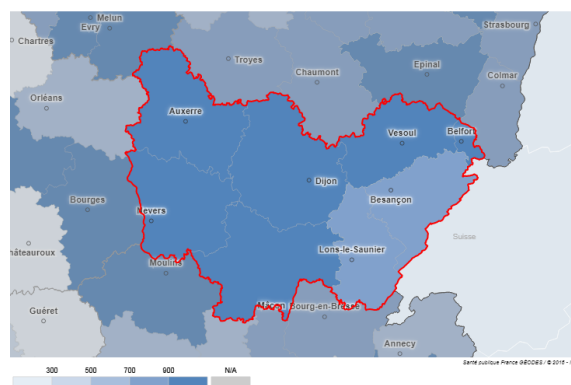 Melun
Evry
Strasbourg
Chartres
Troyes
Epinal
Chaumont
Colmar
Orléans
Auxerre
Vesoul
Belfort
Dijon
Besançon
Bourges
Nevers
Suisse
Lons-le-Saunier
hâteauroux
Moulins
Mâcon
Bourg-en-Bresse
Guéret
Annecy
Santé publique France GÉODES / © 2016 - I
300 500 700 900 N/A